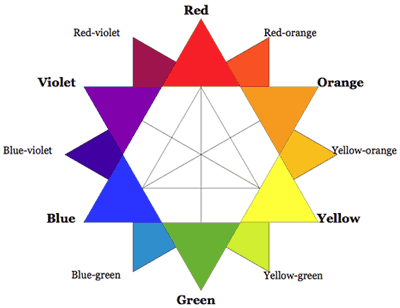 Red
Red-violet
Red-orange
Violet
Orange
Blue-violet
Yellow-orange
Blue
Yellow
Blue-green
Yellow-green
Green